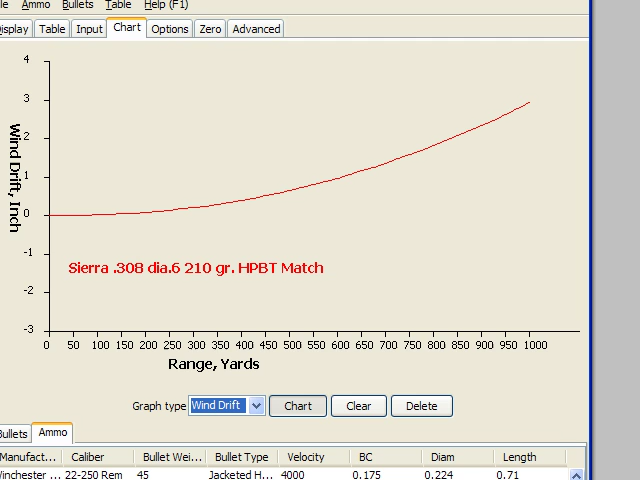 Ammo Bullets Table Help (F1)
Table Input Chart Options Zero Advanced
4
3
2
1
0
-1
-2
-3
Wind Drift, Inch
Sierra .308 dia.6 210 gr. HPBT Match
0 50 100 150 200 250 300 350 400 450 500 550 600 650 700 750 800 850 900 950 1000
Range, Yards
Graph type Wind Drift Chart Clear Delete
Bullets Ammo
Manufact... Caliber Bullet Wei... Bullet Type Velocity BC Diam Length
Winchester ... 22-250 Rem 45 Jacketed H... 4000 0.175 0.224 0.71